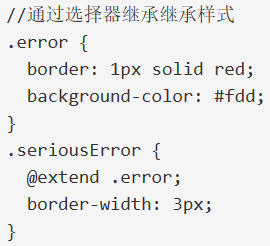 //通过选择器继承继承样式
.error {
  border: 1px solid red;
  background-color: #fdd;
}
.seriousError {
  @extend .error;
  border-width: 3px;
}